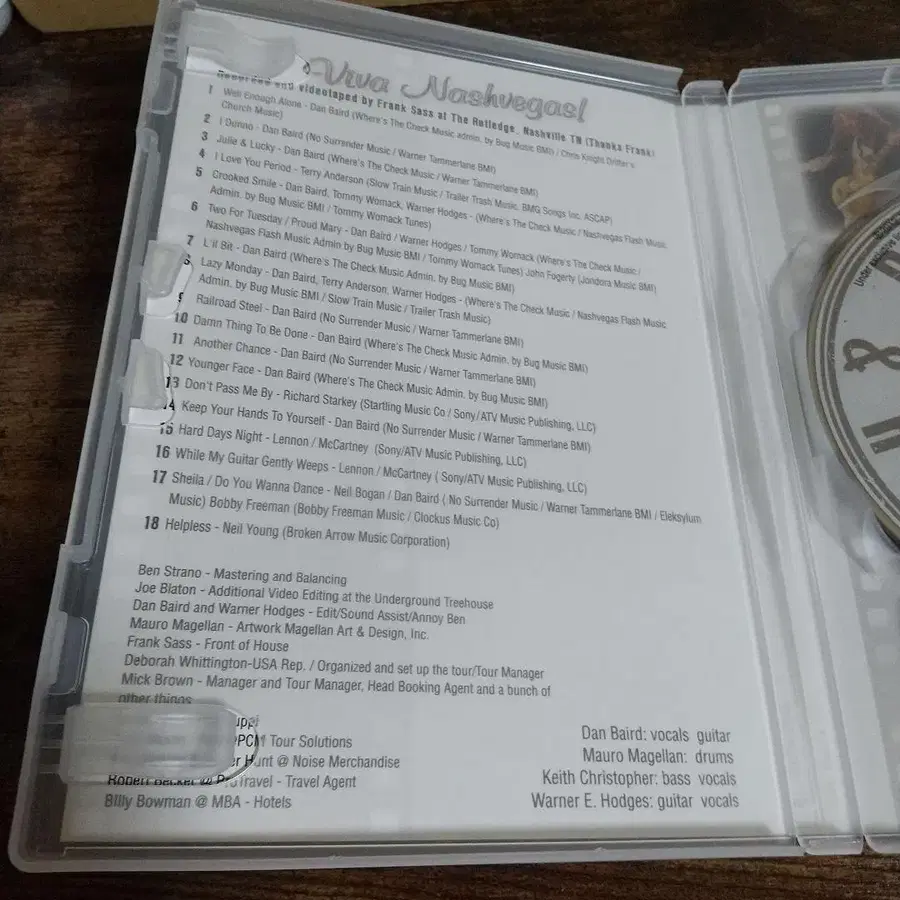 Viva Nashvegas!
Recorded and videotaped by Frank Sass at The Rutledge, Nashville TN (Thanks Frank)
1 Well Enough Alone - Dan Baird (Where's The Check Music admin. by Bug Music BMI) / Chris Knight Drifter's
Church Music)
2 I Dunno - Dan Baird (No Surrender Music / Warner Tammerlane BMI)
3 Julie & Lucky - Dan Baird (Where's The Check Music / Warner Tammerlane BMI)
4 I Love You Period - Terry Anderson (Slow Train Music / Trailer Trash Music, BMG Songs Inc. ASCAP)
5 Crooked Smile - Dan Baird, Tommy Womack, Warner Hodges - (Where's The Check Music / Nashvegas Flash Music
Admin. by Bug Music BMI / Tommy Womack Tunes)
6 Two For Tuesday / Proud Mary - Dan Baird / Warner Hodges / Tommy Womack (Where's The Check Music /
Nashvegas Flash Music Admin by Bug Music BMI / Tommy Womack Tunes) John Fogerty (Jondora Music BMI)
7 L'il Bit - Dan Baird (Where's The Check Music Admin. by Bug Music BMI)
8 Lazy Monday - Dan Baird, Terry Anderson, Warner Hodges - (Where's The Check Music / Nashvegas Flash Music
Admin. by Bug Music BMI / Slow Train Music / Trailer Trash Music)
9 Railroad Steel - Dan Baird (No Surrender Music / Warner Tammerlane BMI)
10 Damn Thing To Be Done - Dan Baird (Where's The Check Music Admin. by Bug Music BMI)
11 Another Chance - Dan Baird (No Surrender Music / Warner Tammerlane BMI)
12 Younger Face - Dan Baird (Where's The Check Music Admin. by Bug Music BMI)
13 Don't Pass Me By - Richard Starkey (Startling Music Co / Sony/ATV Music Publishing, LLC)
14 Keep Your Hands To Yourself - Dan Baird (No Surrender Music / Warner Tammerlane BMI)
15 Hard Days Night - Lennon / McCartney (Sony/ATV Music Publishing, LLC)
16 While My Guitar Gently Weeps - Lennon / McCartney ( Sony/ATV Music Publishing, LLC)
17 Sheila / Do You Wanna Dance - Neil Bogan / Dan Baird ( No Surrender Music / Warner Tammerlane BMI / Eleksylum
Music) Bobby Freeman (Bobby Freeman Music / Clockus Music Co)
18 Helpless - Neil Young (Broken Arrow Music Corporation)
Ben Strano - Mastering and Balancing
Joe Blaton - Additional Video Editing at the Underground Treehouse
Dan Baird and Warner Hodges - Edit/Sound Assist/Annoy Ben
Mauro Magellan - Artwork Magellan Art & Design, Inc.
Frank Sass - Front of House
Deborah Whittington-USA Rep. / Organized and set up the tour/Tour Manager
Mick Brown - Manager and Tour Manager, Head Booking Agent and a bunch of
other things
PCM Tour Solutions
Hunt @ Noise Merchandise
Robert Becker @ Travel - Travel Agent
Billy Bowman @ MBA - Hotels
Dan Baird: vocals guitar
Mauro Magellan: drums
Keith Christopher: bass vocals
Warner E. Hodges: guitar vocals
Under exclusive
&